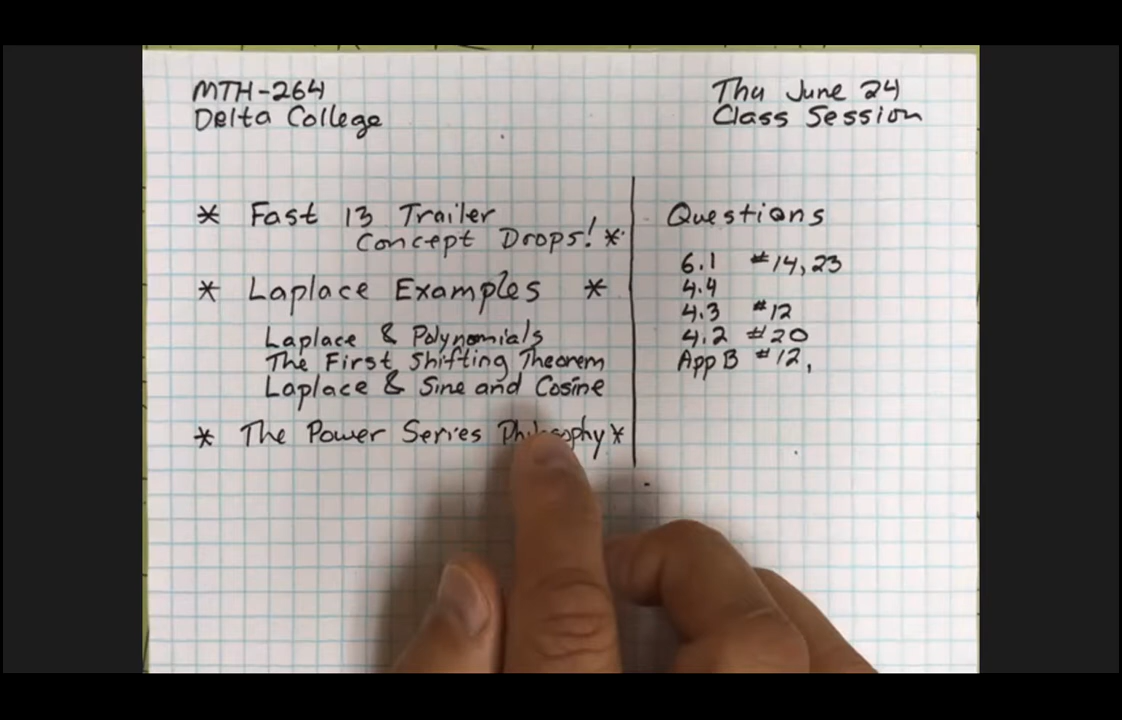 MTH-264
Delta College
Thu June 24
Class Session
* Fast 13 Trailer
Concept Drops! *
* Laplace Examples *
Laplace & Polynomials
The First Shifting Theorem
Laplace & Sine and Cosine
* The Power Series Philosophy *
Questions
6.1 #14, 23
4.4
4.3 #12
4.2 #20
App B #12,